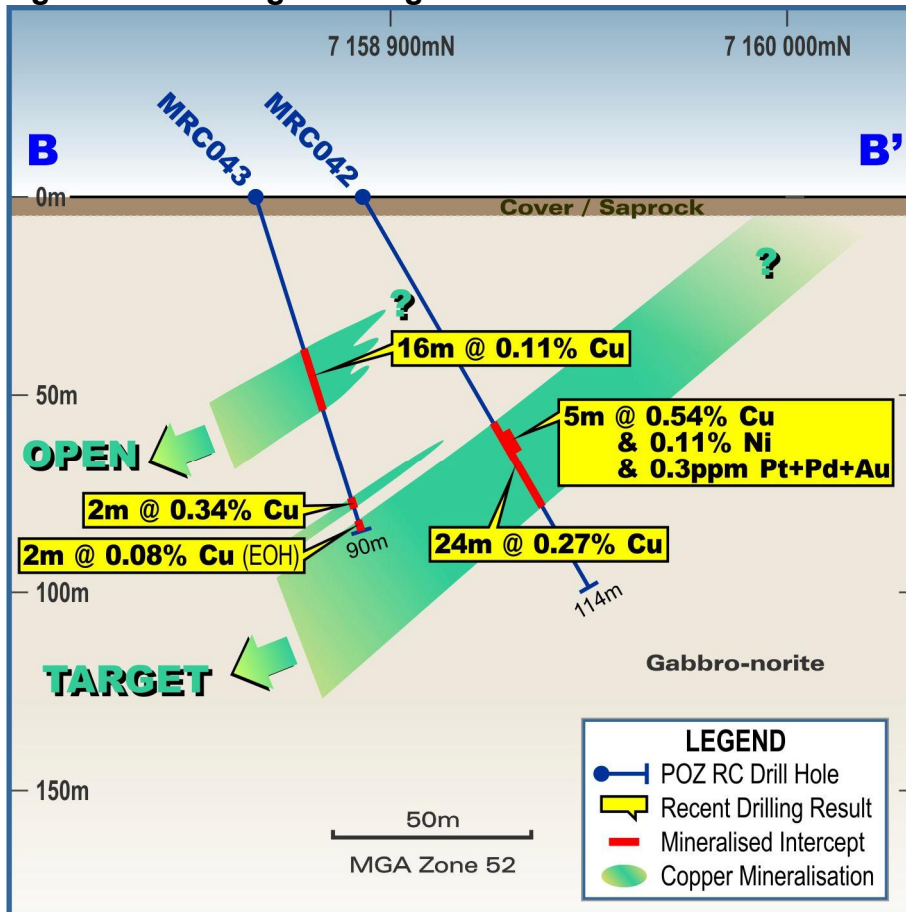 7 158 900mN
7 160 000mN
B
MRC043
MRC042
B'
0m
Cover / Saprock
?
?
16m @ 0.11% Cu
50m
5m @ 0.54% Cu
& 0.11% Ni
& 0.3ppm Pt+Pd+Au
OPEN
2m @ 0.34% Cu
2m @ 0.08% Cu (EOH)
90m
24m @ 0.27% Cu
100m
114m
TARGET
Gabbro-norite
LEGEND
POZ RC Drill Hole
Recent Drilling Result
Mineralised Intercept
Copper Mineralisation
150m
50m
MGA Zone 52